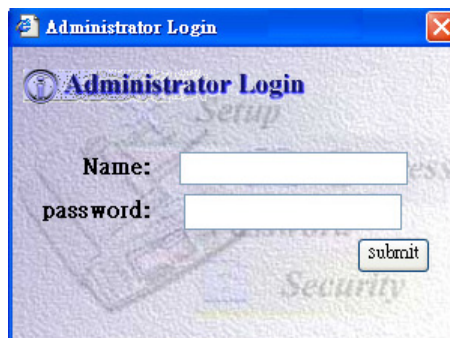 Administrator Login
Administrator Login
Setup
Name:
password:
submit
Security